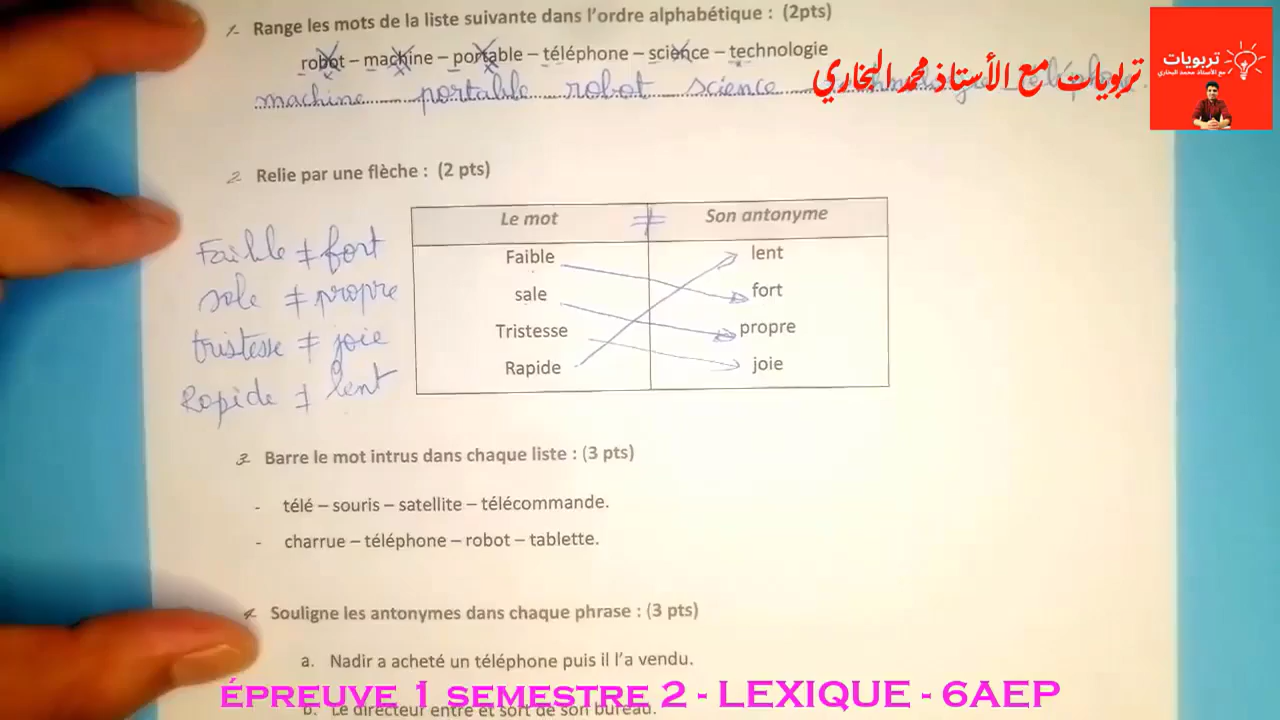 1. Range les mots de la liste suivante dans l'ordre alphabétique : (2pts)
robot – machine – portable – téléphone – science – technologie
machine portable robot science
تربويات مع الأستاذ محمد البخاري
تربويات
مع الأستاذ محمد البخاري
2. Relie par une flèche : (2 pts)
Le mot ≠ Son antonyme
Faible lent
sale fort
Tristesse propre
Rapide joie
Faible ≠ fort
sale ≠ propre
tristesse ≠ joie
Rapide ≠ lent
3. Barre le mot intrus dans chaque liste : (3 pts)
- télé – souris – satellite – télécommande.
- charrue – téléphone – robot – tablette.
4. Souligne les antonymes dans chaque phrase : (3 pts)
a. Nadir a acheté un téléphone puis il l'a vendu.
b. Le directeur entre et sort de son bureau.
ÉPREUVE 1 SEMESTRE 2 - LEXIQUE - 6AEP